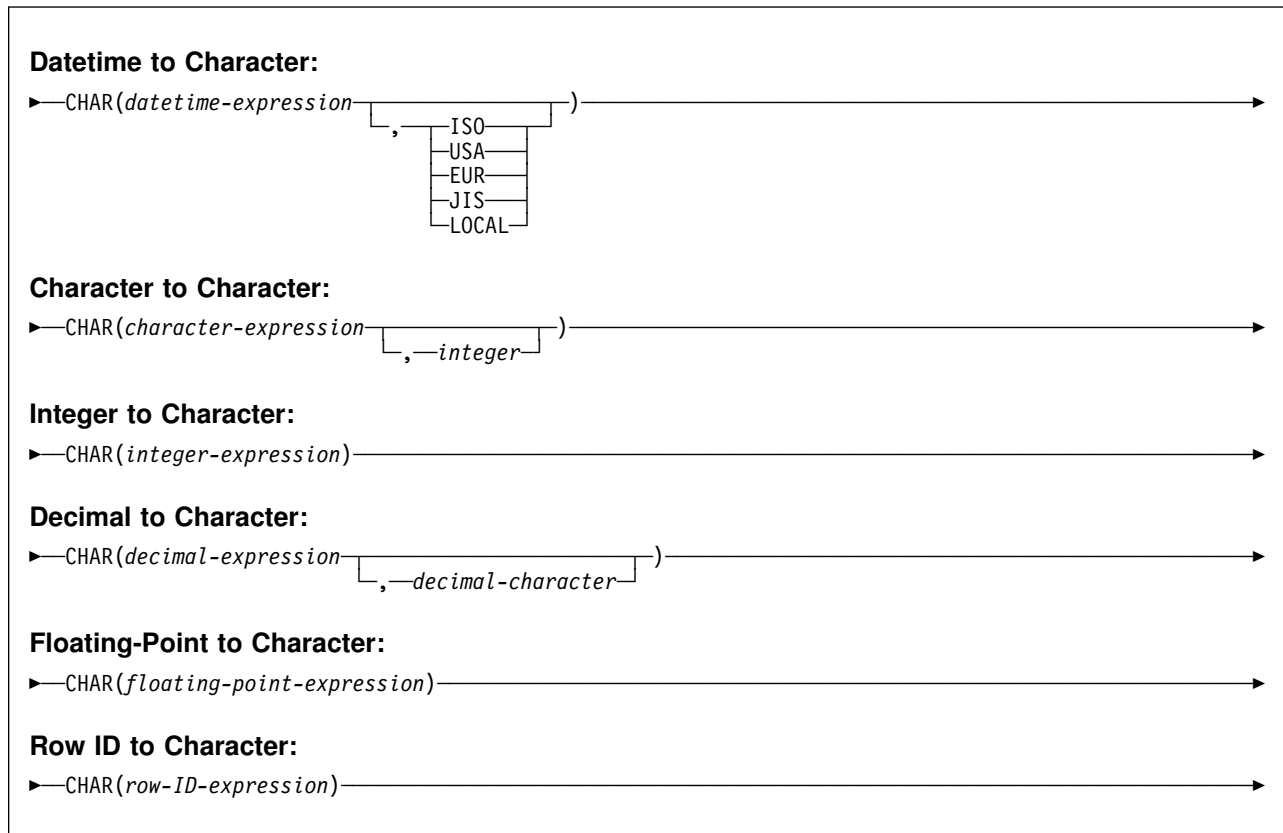 Datetime to Character:
CHAR(datetime-expression )
, ISO
USA
EUR
JIS
LOCAL
Character to Character:
CHAR(character-expression )
, integer
Integer to Character:
CHAR(integer-expression)
Decimal to Character:
CHAR(decimal-expression )
, decimal-character
Floating-Point to Character:
CHAR(floating-point-expression)
Row ID to Character:
CHAR(row-ID-expression)